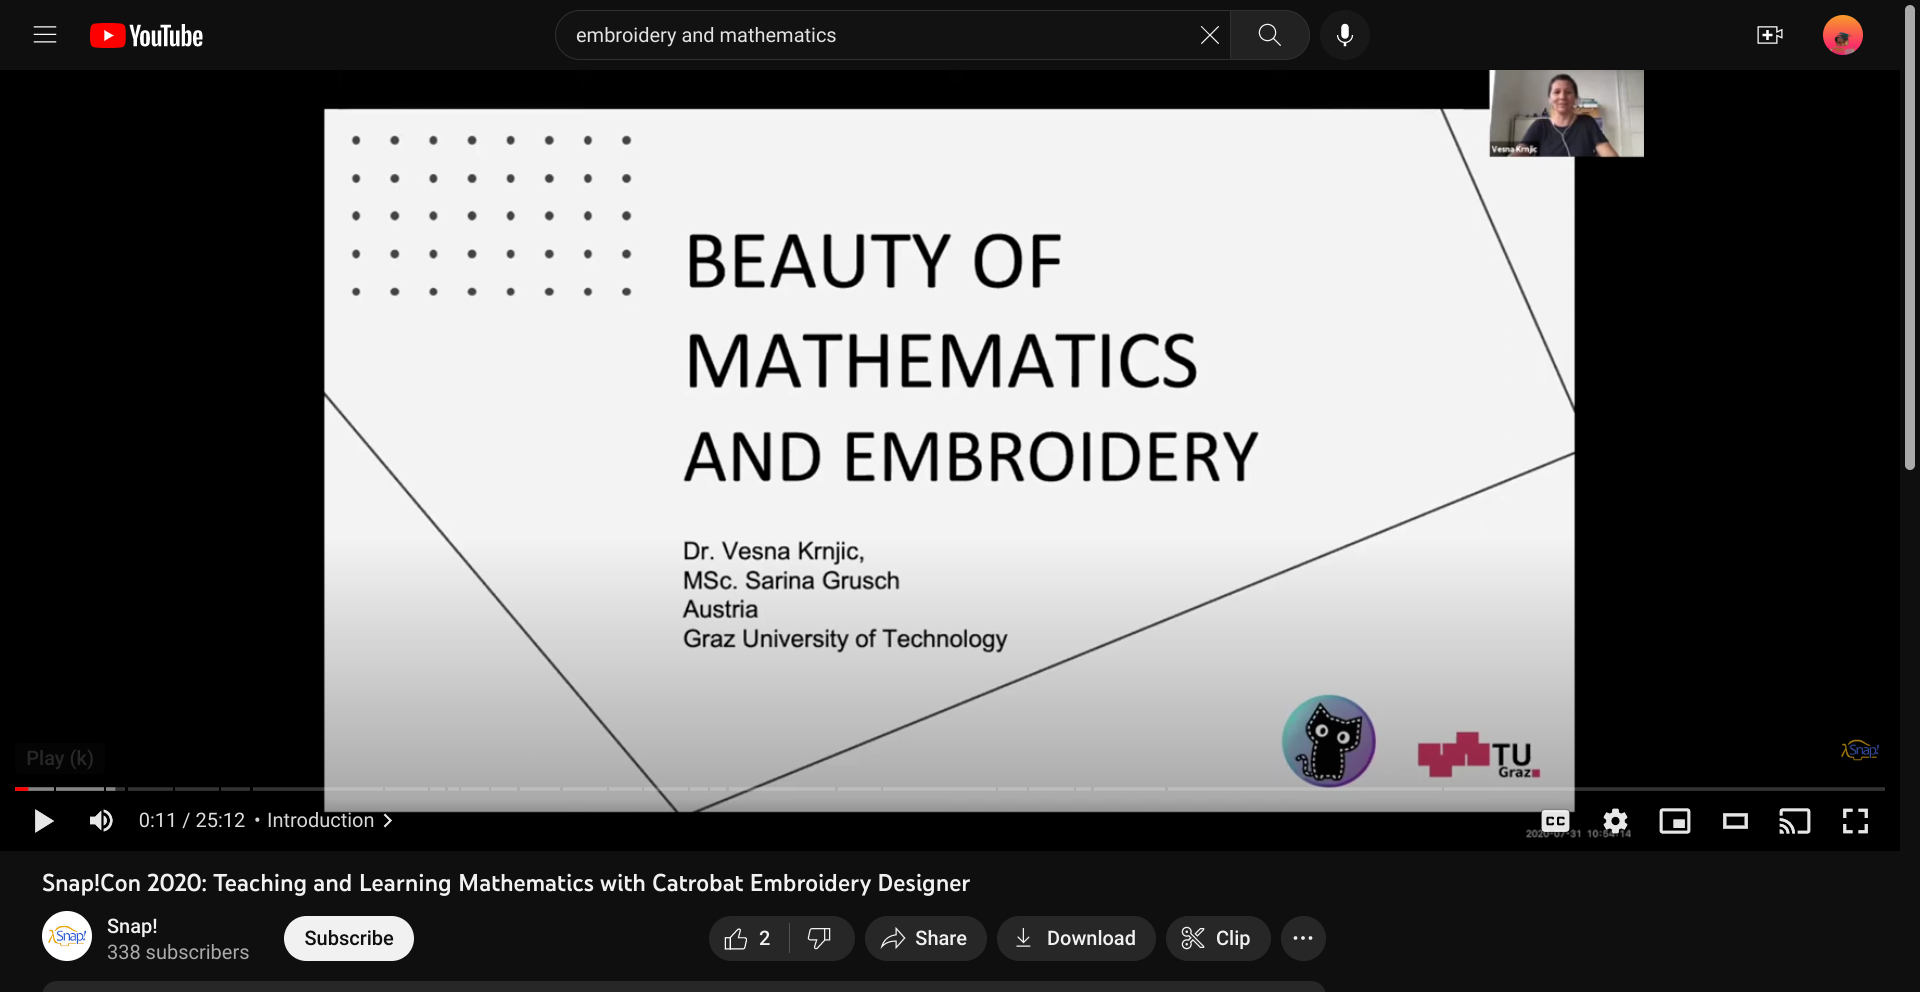 YouTube
embroidery and mathematics
Vesna Krnjic
BEAUTY OF
MATHEMATICS
AND EMBROIDERY
Dr. Vesna Krnjic,
MSc. Sarina Grusch
Austria
Graz University of Technology
TU
Graz
λSnap!
Play (k)
0:11 / 25:12 • Introduction
CC
2020-07-31 10:54:14
Snap!Con 2020: Teaching and Learning Mathematics with Catrobat Embroidery Designer
λSnap!
Snap!
338 subscribers
Subscribe
2
Share
Download
Clip